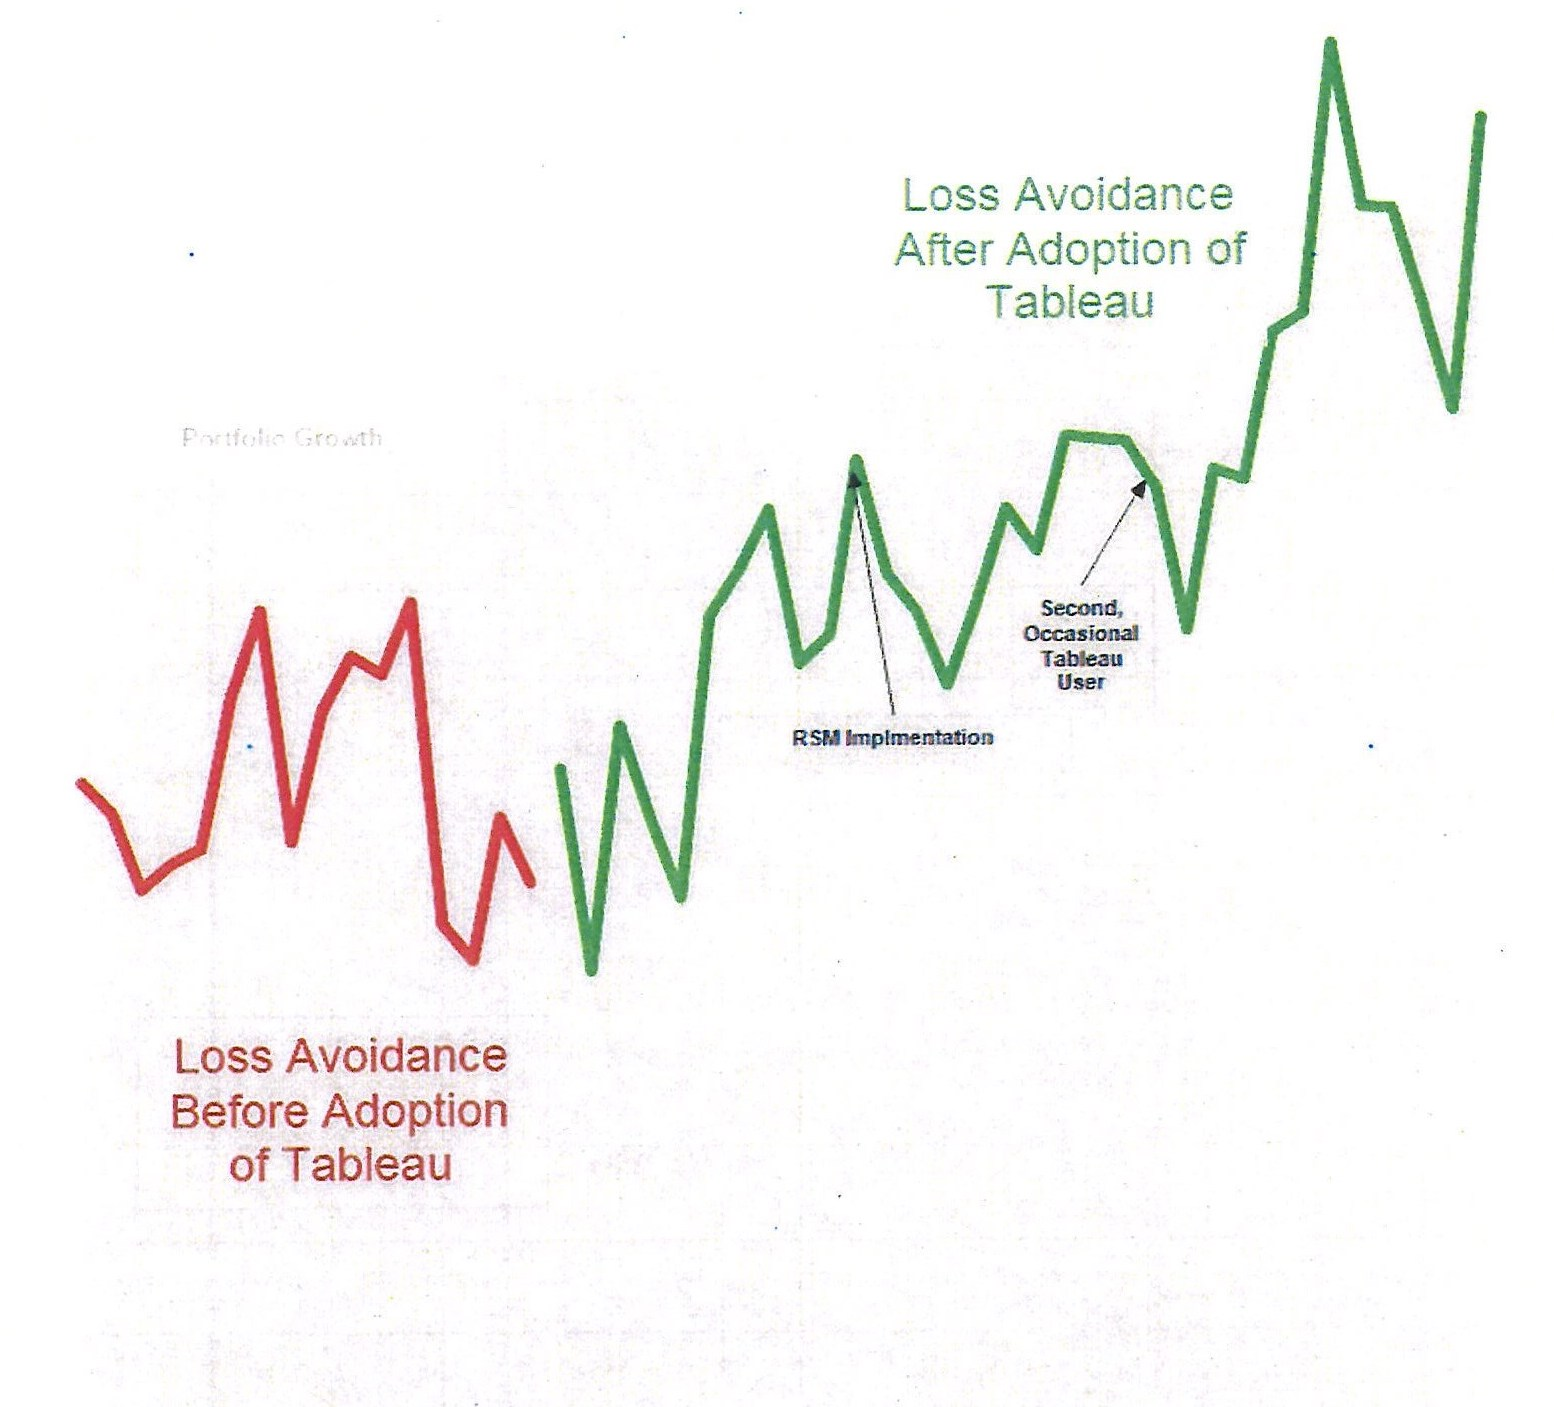 Loss Avoidance
After Adoption of
Tableau
Portfolio Growth
Second,
Occasional
Tableau
User
RSM Implmentation
Loss Avoidance
Before Adoption
of Tableau